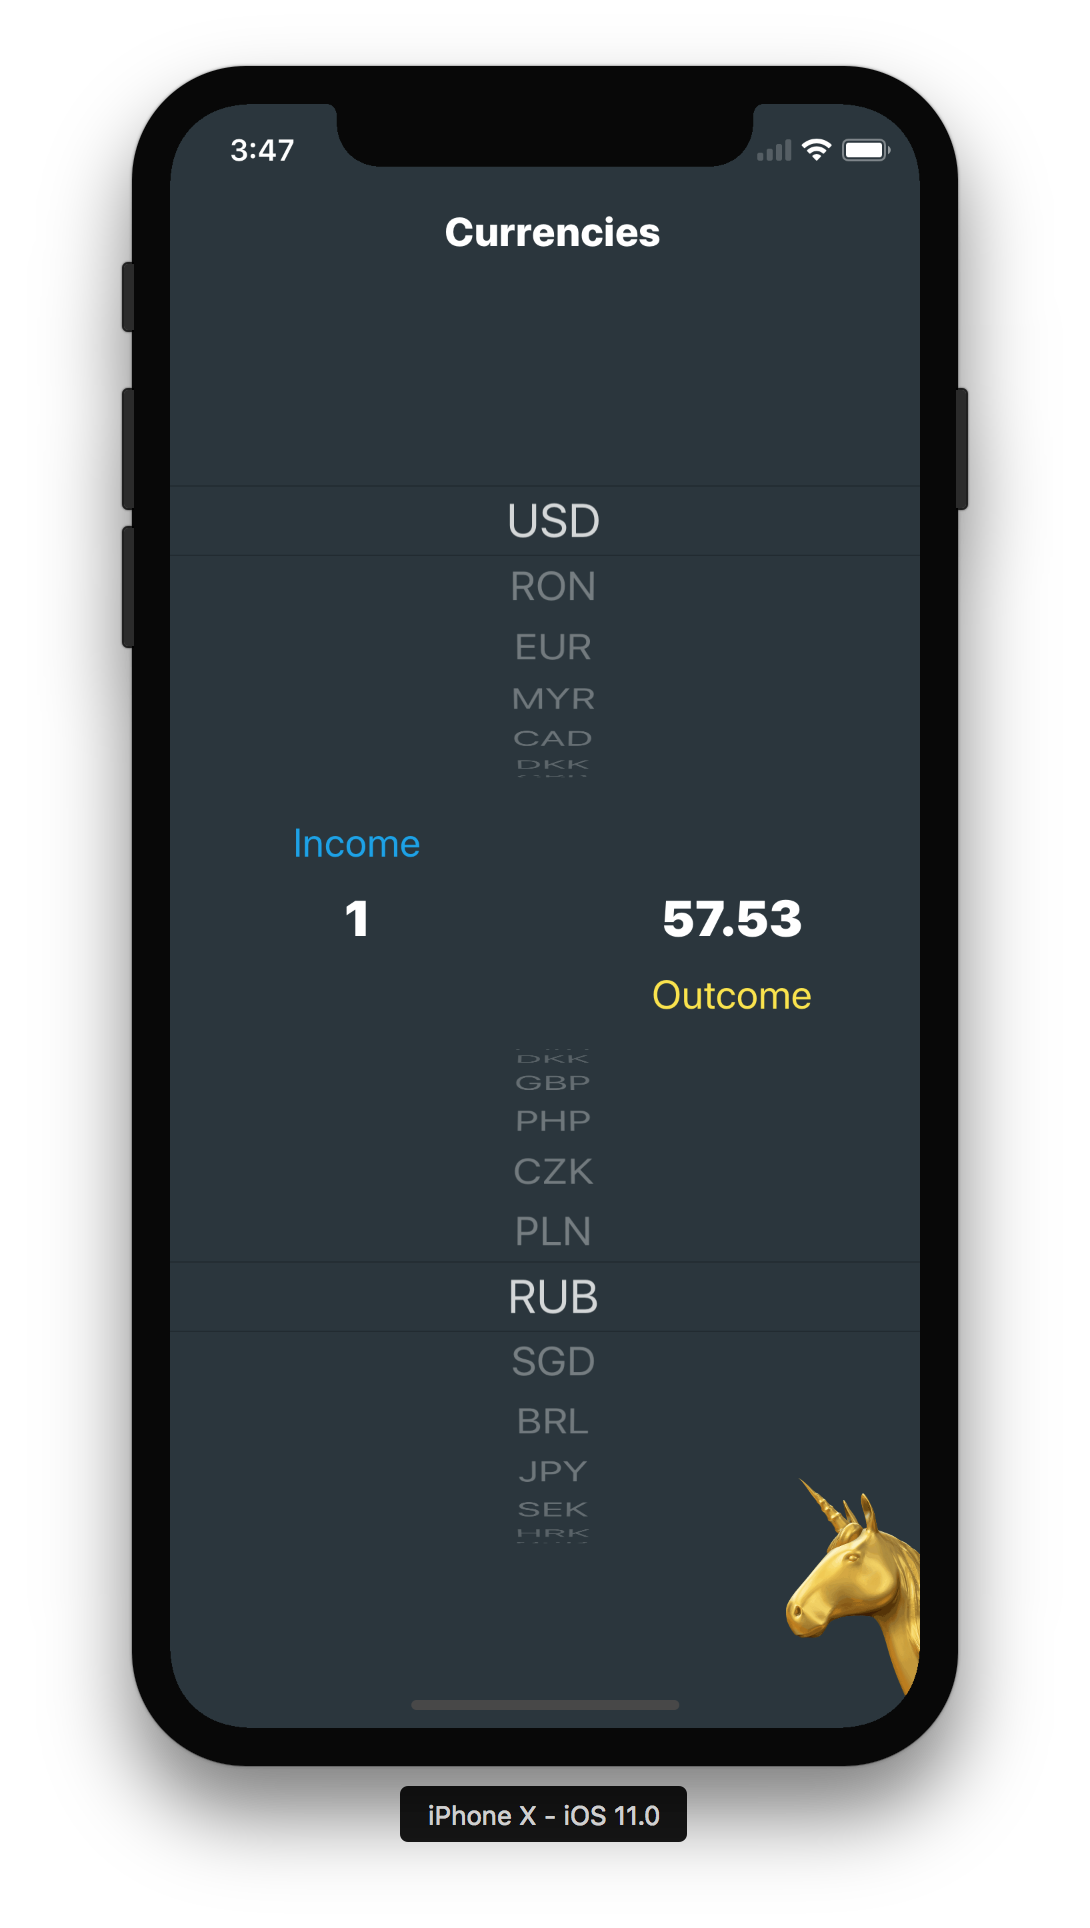 3:47
Currencies
USD
RON
EUR
MYR
CAD
DKK
Income
1
57.53
Outcome
DKK
GBP
PHP
CZK
PLN
RUB
SGD
BRL
JPY
SEK
HRK
iPhone X - iOS 11.0